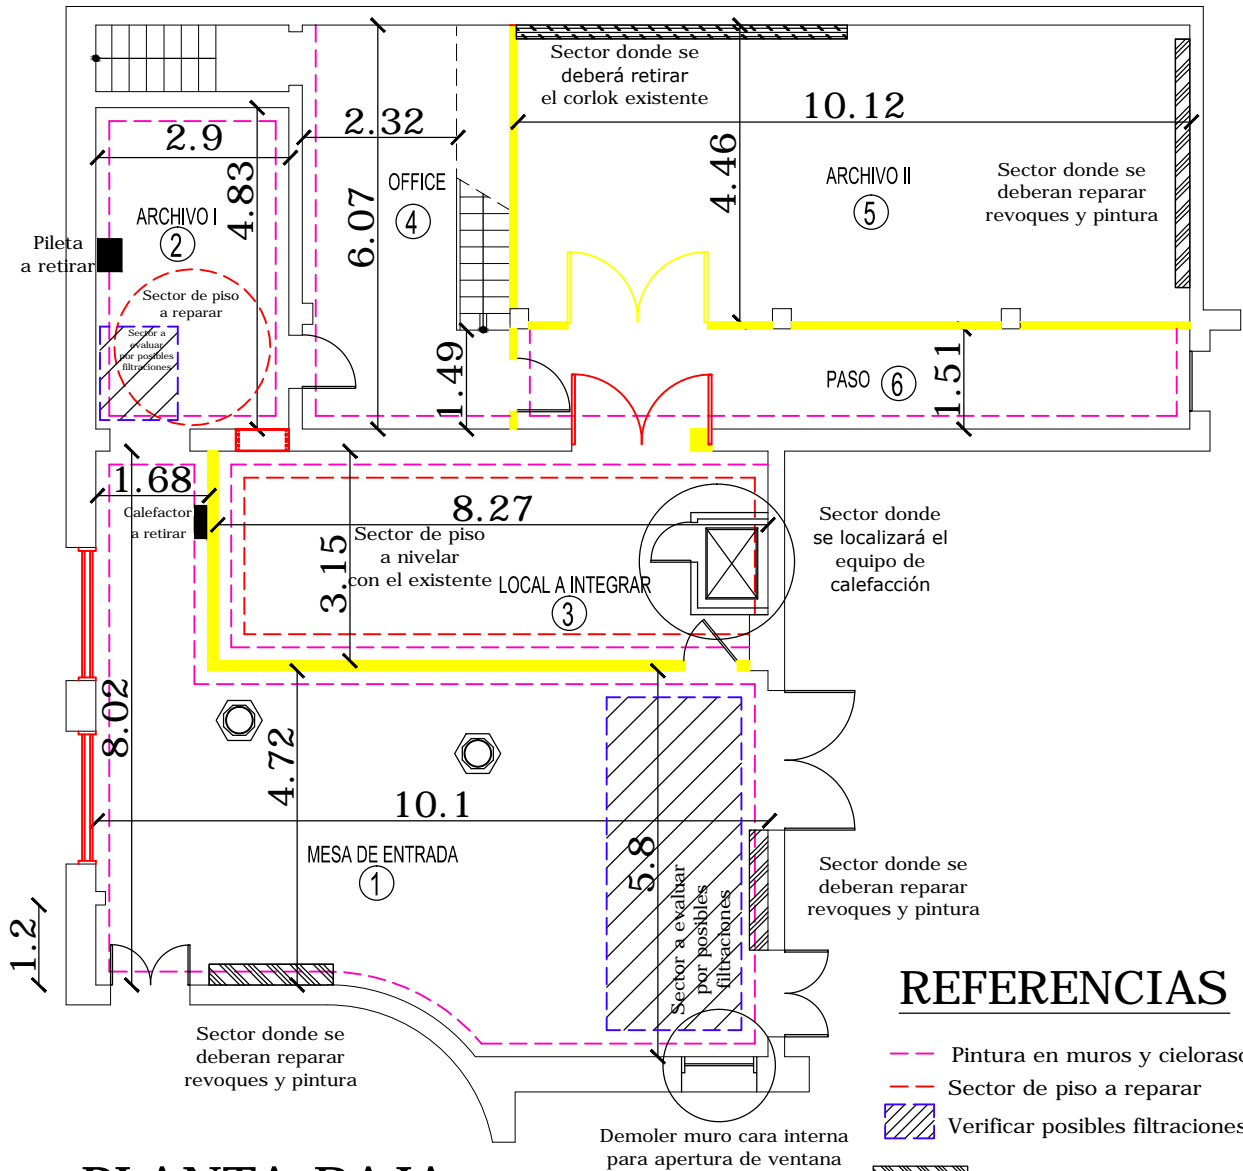 Sector donde se
deberá retirar
el corlok existente
10.12
2.9
2.32
4.83
6.07
4.46
OFFICE
4
ARCHIVO II
5
Sector donde se
deberan reparar
revoques y pintura
ARCHIVO I
2
Pileta
a retirar
Sector de piso
a reparar
Sector a
evaluar
por posibles
filtraciones
1.49
PASO 6
1.51
1.68
Calefactor
a retirar
8.27
3.15
Sector de piso
a nivelar
con el existente
LOCAL A INTEGRAR
3
Sector donde
se localizará el
equipo de
calefacción
8.02
4.72
10.1
5.8
MESA DE ENTRADA
1
Sector a evaluar
por posibles
filtraciones
Sector donde se
deberan reparar
revoques y pintura
1.2
Sector donde se
deberan reparar
revoques y pintura
Demoler muro cara interna
para apertura de ventana
REFERENCIAS
Pintura en muros y cieloraso
Sector de piso a reparar
Verificar posibles filtraciones
PLANTA BAJA